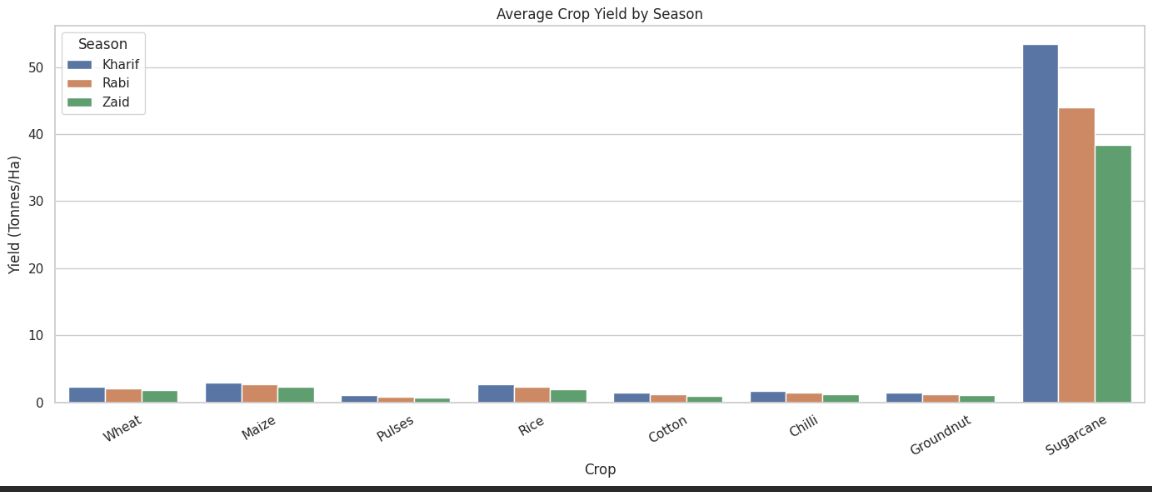 Average Crop Yield by Season
Season
Kharif
Rabi
Zaid
Yield (Tonnes/Ha)
50
40
30
20
10
0
Wheat
Maize
Pulses
Rice
Cotton
Chilli
Groundnut
Sugarcane
Crop